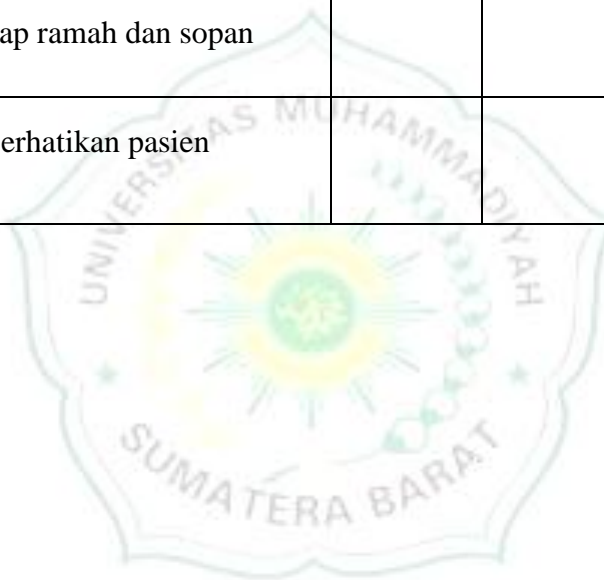 ap ramah dan sopan
erhatikan pasien
UNIVERSITAS MUHAMMADIYAH
SUMATERA BARAT